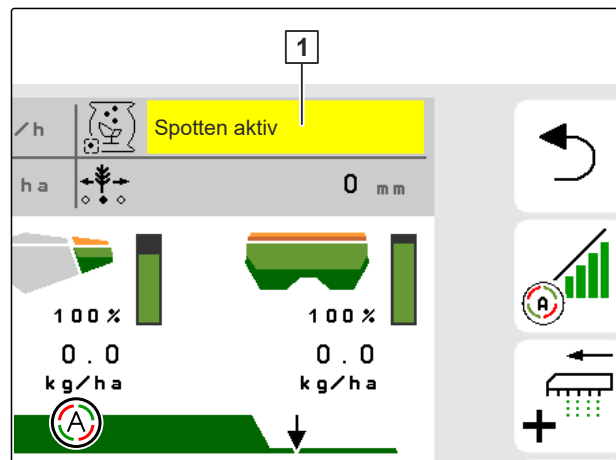 1
/h Spotten aktiv
ha 0 mm
100% 100%
0.0 0.0
kg/ha kg/ha
A A